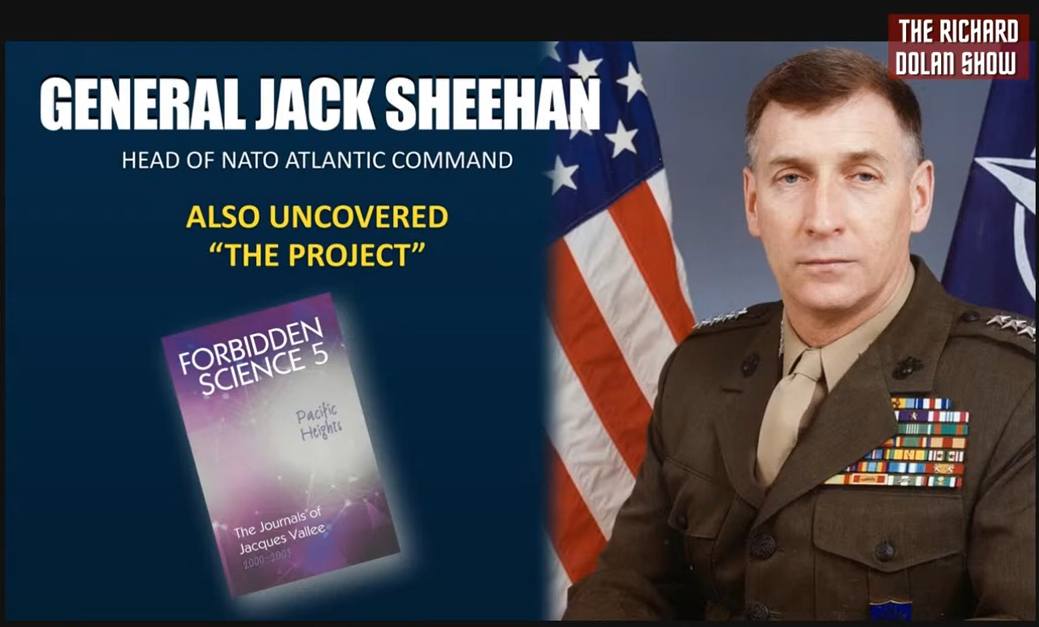 THE RICHARD
DOLAN SHOW
GENERAL JACK SHEEHAN
HEAD OF NATO ATLANTIC COMMAND
ALSO UNCOVERED
“THE PROJECT”
FORBIDDEN
SCIENCE 5
Pacific
Heights
The Journals of
Jacques Vallee